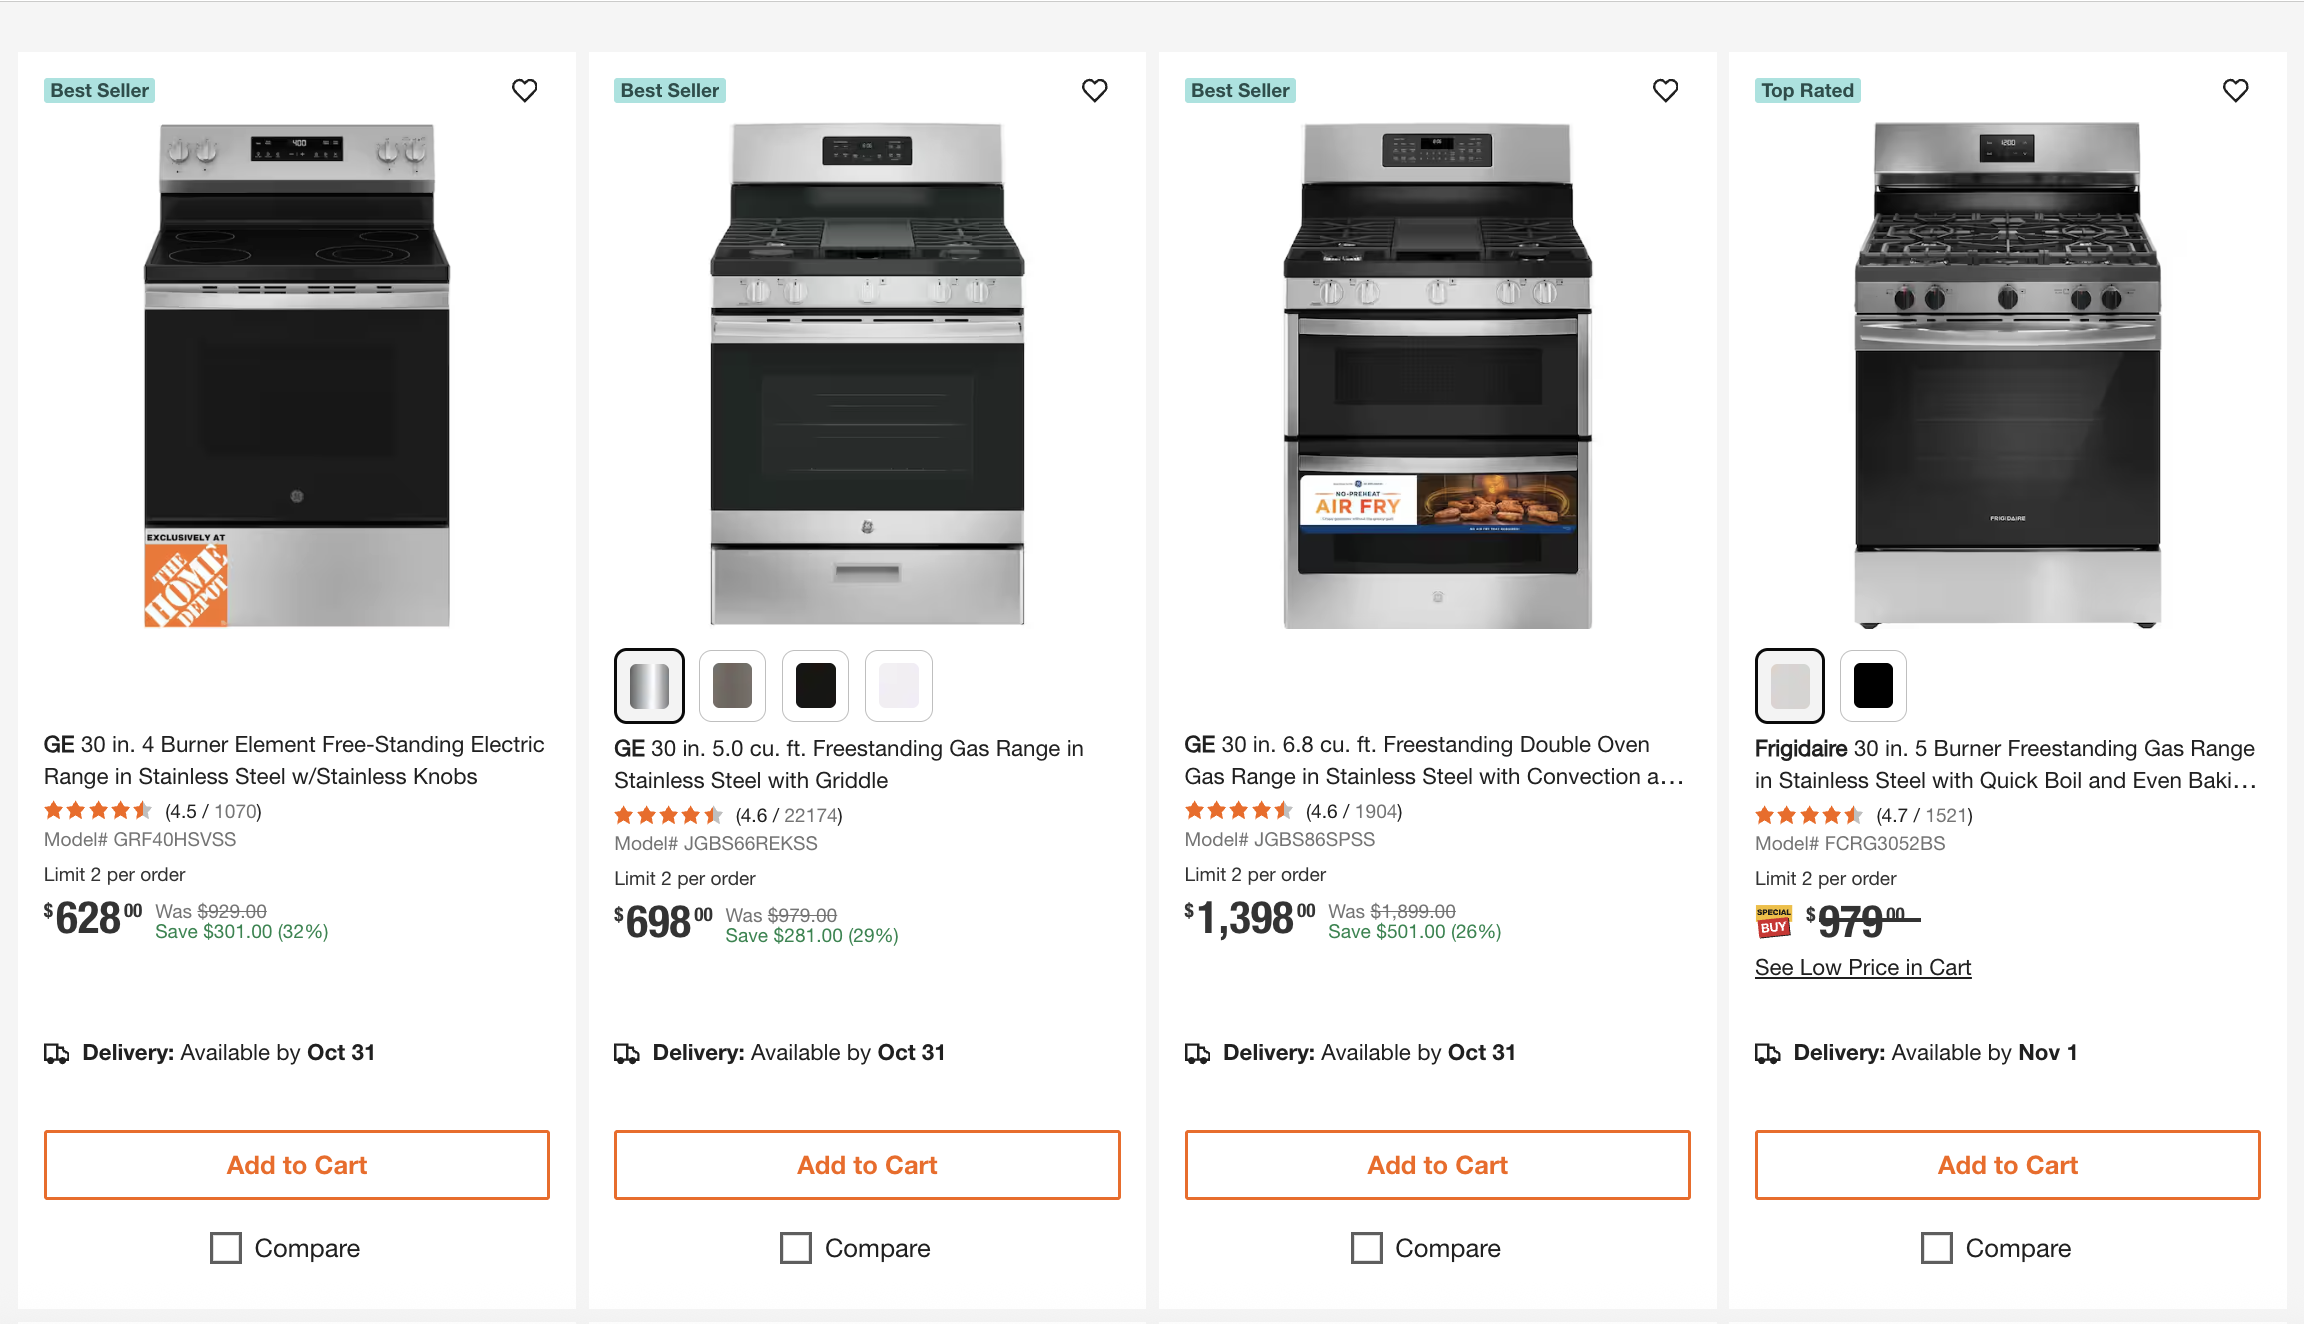 Best Seller
400
EXCLUSIVELY AT
THE
HOME
DEPOT
GE 30 in. 4 Burner Element Free-Standing Electric
Range in Stainless Steel w/Stainless Knobs
(4.5 / 1070)
Model# GRF40HSVSS
Limit 2 per order
$628 00 Was $929.00
Save $301.00 (32%)
Delivery: Available by Oct 31
Add to Cart
Compare
Best Seller
GE 30 in. 5.0 cu. ft. Freestanding Gas Range in
Stainless Steel with Griddle
(4.6 / 22174)
Model# JGBS66REKSS
Limit 2 per order
$698 00 Was $979.00
Save $281.00 (29%)
Delivery: Available by Oct 31
Add to Cart
Compare
Best Seller
NO-PREHEAT
AIR FRY
GE 30 in. 6.8 cu. ft. Freestanding Double Oven
Gas Range in Stainless Steel with Convection a...
(4.6 / 1904)
Model# JGBS86SPSS
Limit 2 per order
$1,398 00 Was $1,899.00
Save $501.00 (26%)
Delivery: Available by Oct 31
Add to Cart
Compare
Top Rated
1200
FRIGIDAIRE
Frigidaire 30 in. 5 Burner Freestanding Gas Range
in Stainless Steel with Quick Boil and Even Baki...
(4.7 / 1521)
Model# FCRG3052BS
Limit 2 per order
SPECIAL
BUY
$979 00
See Low Price in Cart
Delivery: Available by Nov 1
Add to Cart
Compare